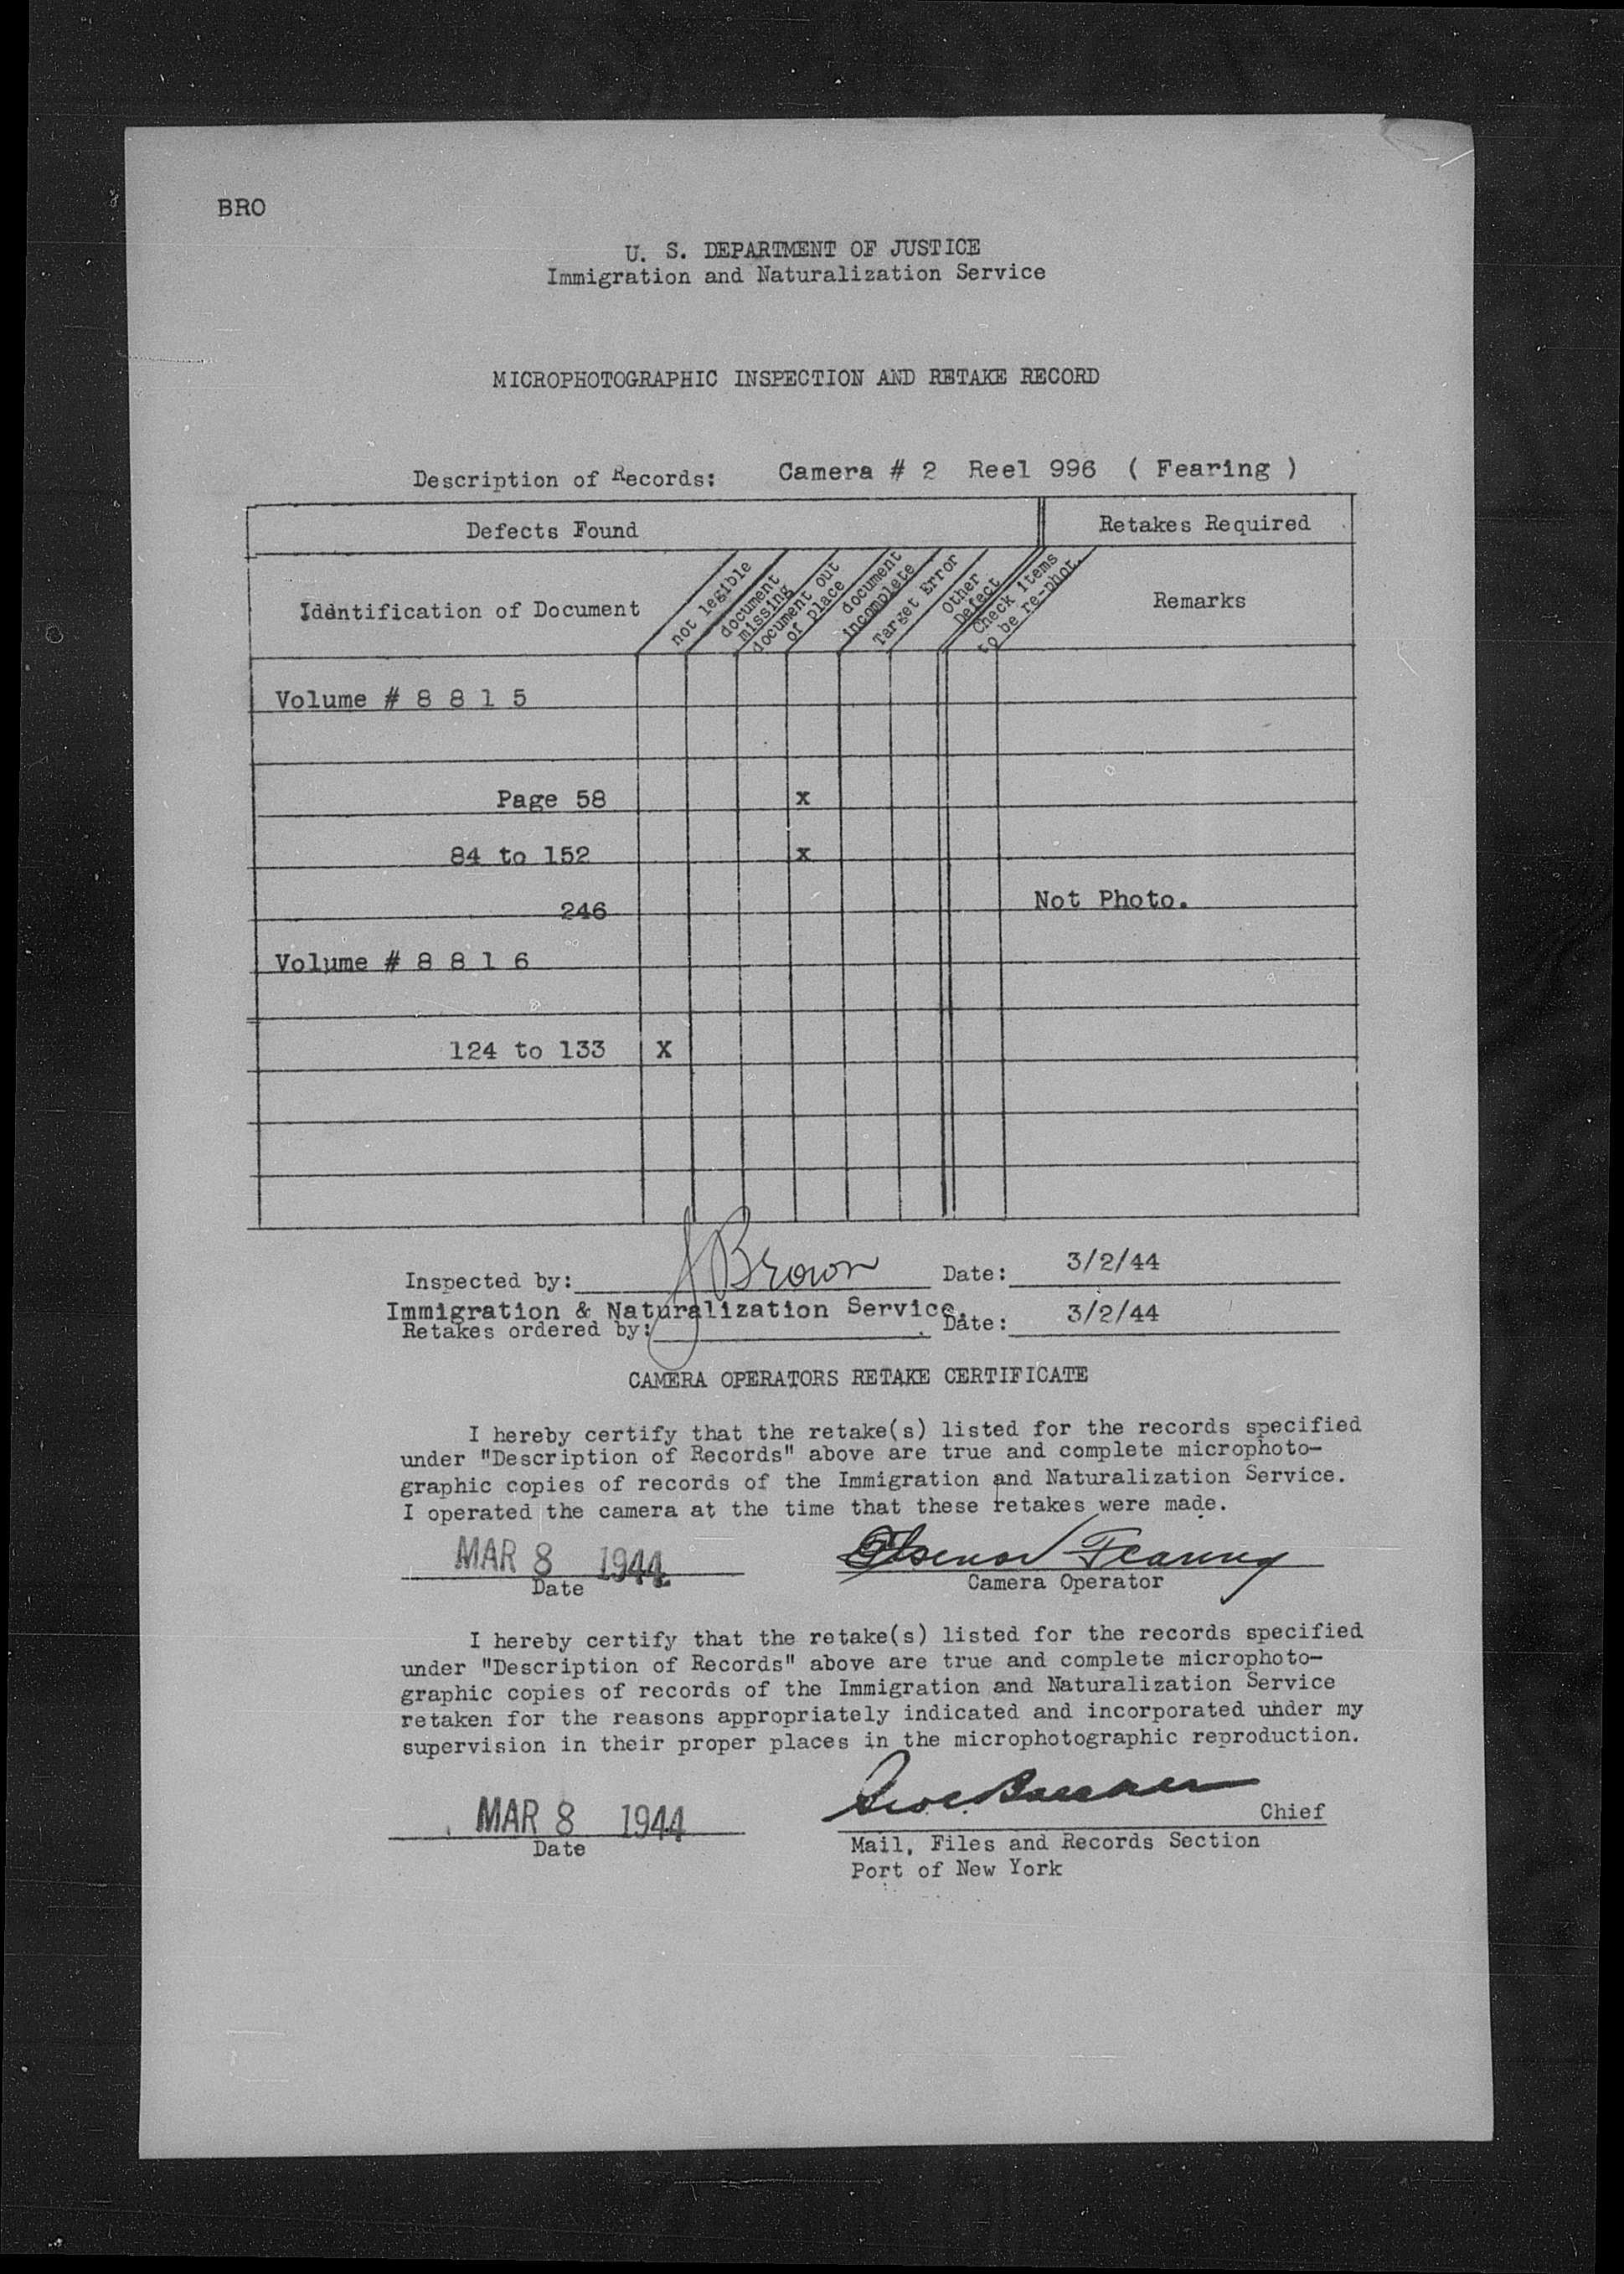 BRO
U. S. DEPARTMENT OF JUSTICE
Immigration and Naturalization Service
MICROPHOTOGRAPHIC INSPECTION AND RETAKE RECORD
Description of Records: Camera # 2 Reel 996 ( Fearing )
Defects Found
Retakes Required
Identification of Document
not legible
document missing
document out of place
document incomplete
Target Error
Other Defect
Check items to be re-phot.
Remarks
Volume # 8 8 1 5
Page 58 x
84 to 152 x
246 Not Photo.
Volume # 8 8 1 6
124 to 133 X
Inspected by: J Brown Date: 3/2/44
Immigration & Naturalization Service.
Retakes ordered by: Date: 3/2/44
CAMERA OPERATORS RETAKE CERTIFICATE
I hereby certify that the retake(s) listed for the records specified
under "Description of Records" above are true and complete microphoto-
graphic copies of records of the Immigration and Naturalization Service.
I operated the camera at the time that these retakes were made.
MAR 8 1944 Fearing
Date Camera Operator
I hereby certify that the retake(s) listed for the records specified
under "Description of Records" above are true and complete microphoto-
graphic copies of records of the Immigration and Naturalization Service
retaken for the reasons appropriately indicated and incorporated under my
supervision in their proper places in the microphotographic reproduction.
MAR 8 1944 Chief
Date Mail, Files and Records Section
Port of New York